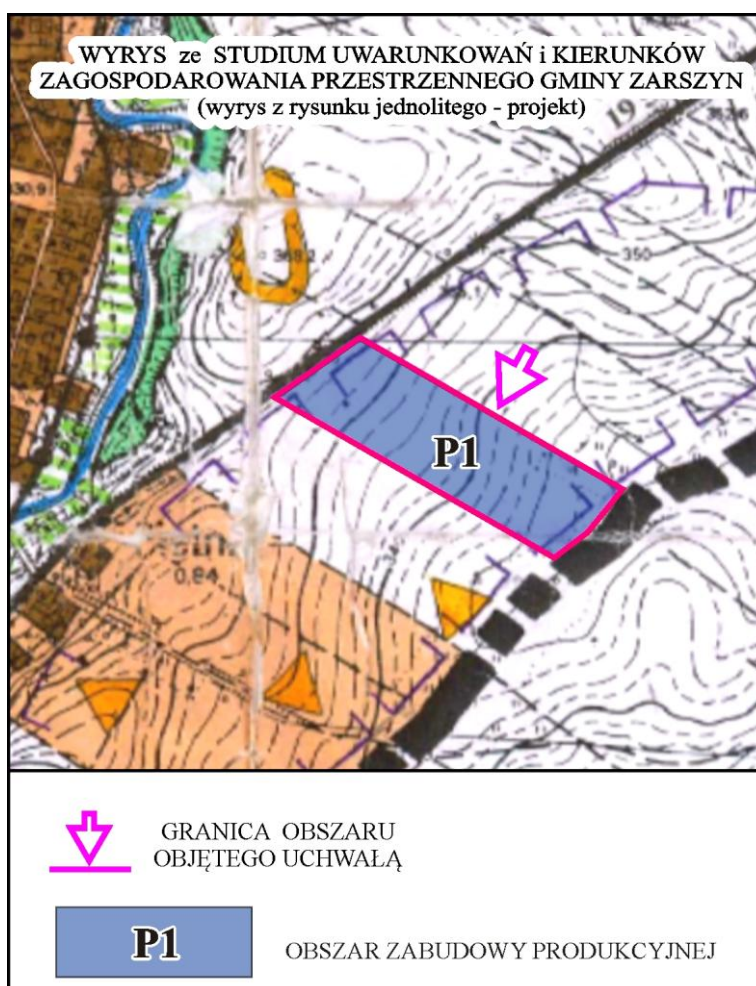 WYRYS ze STUDIUM UWARUNKOWAŃ i KIERUNKÓW
ZAGOSPODAROWANIA PRZESTRZENNEGO GMINY ZARSZYN
(wyrys z rysunku jednolitego - projekt)
19
350
P1
0,84
GRANICA OBSZARU
OBJĘTEGO UCHWAŁĄ
P1
OBSZAR ZABUDOWY PRODUKCYJNEJ